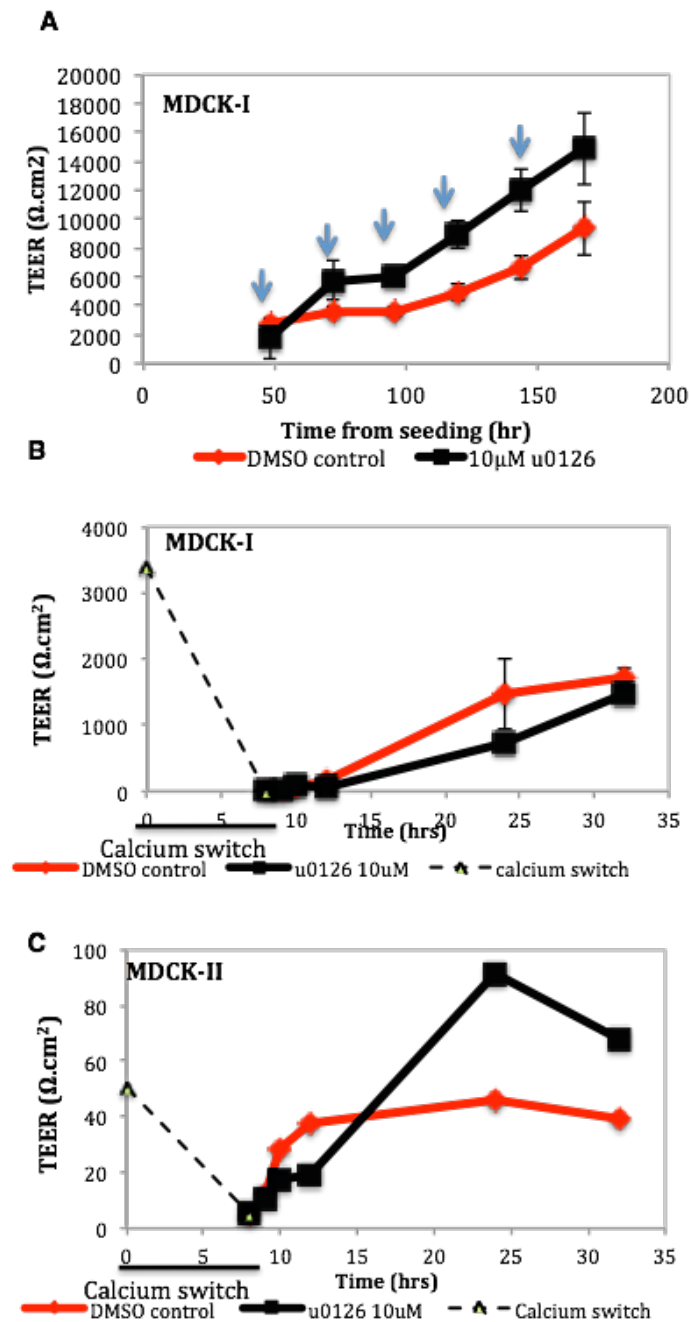 A
MDCK-I
TEER (Ω.cm2)
20000
18000
16000
14000
12000
10000
8000
6000
4000
2000
0
0 50 100 150 200
Time from seeding (hr)
DMSO control 10µM u0126
B
MDCK-I
TEER (Ω.cm²)
4000
3000
2000
1000
0
0 10 15 20 25 30 35
Time (hrs)
Calcium switch
DMSO control u0126 10uM calcium switch
C
MDCK-II
TEER (Ω.cm²)
100
80
60
40
20
0
0 5 10 15 20 25 30 35
Time (hrs)
Calcium switch
DMSO control u0126 10uM Calcium switch